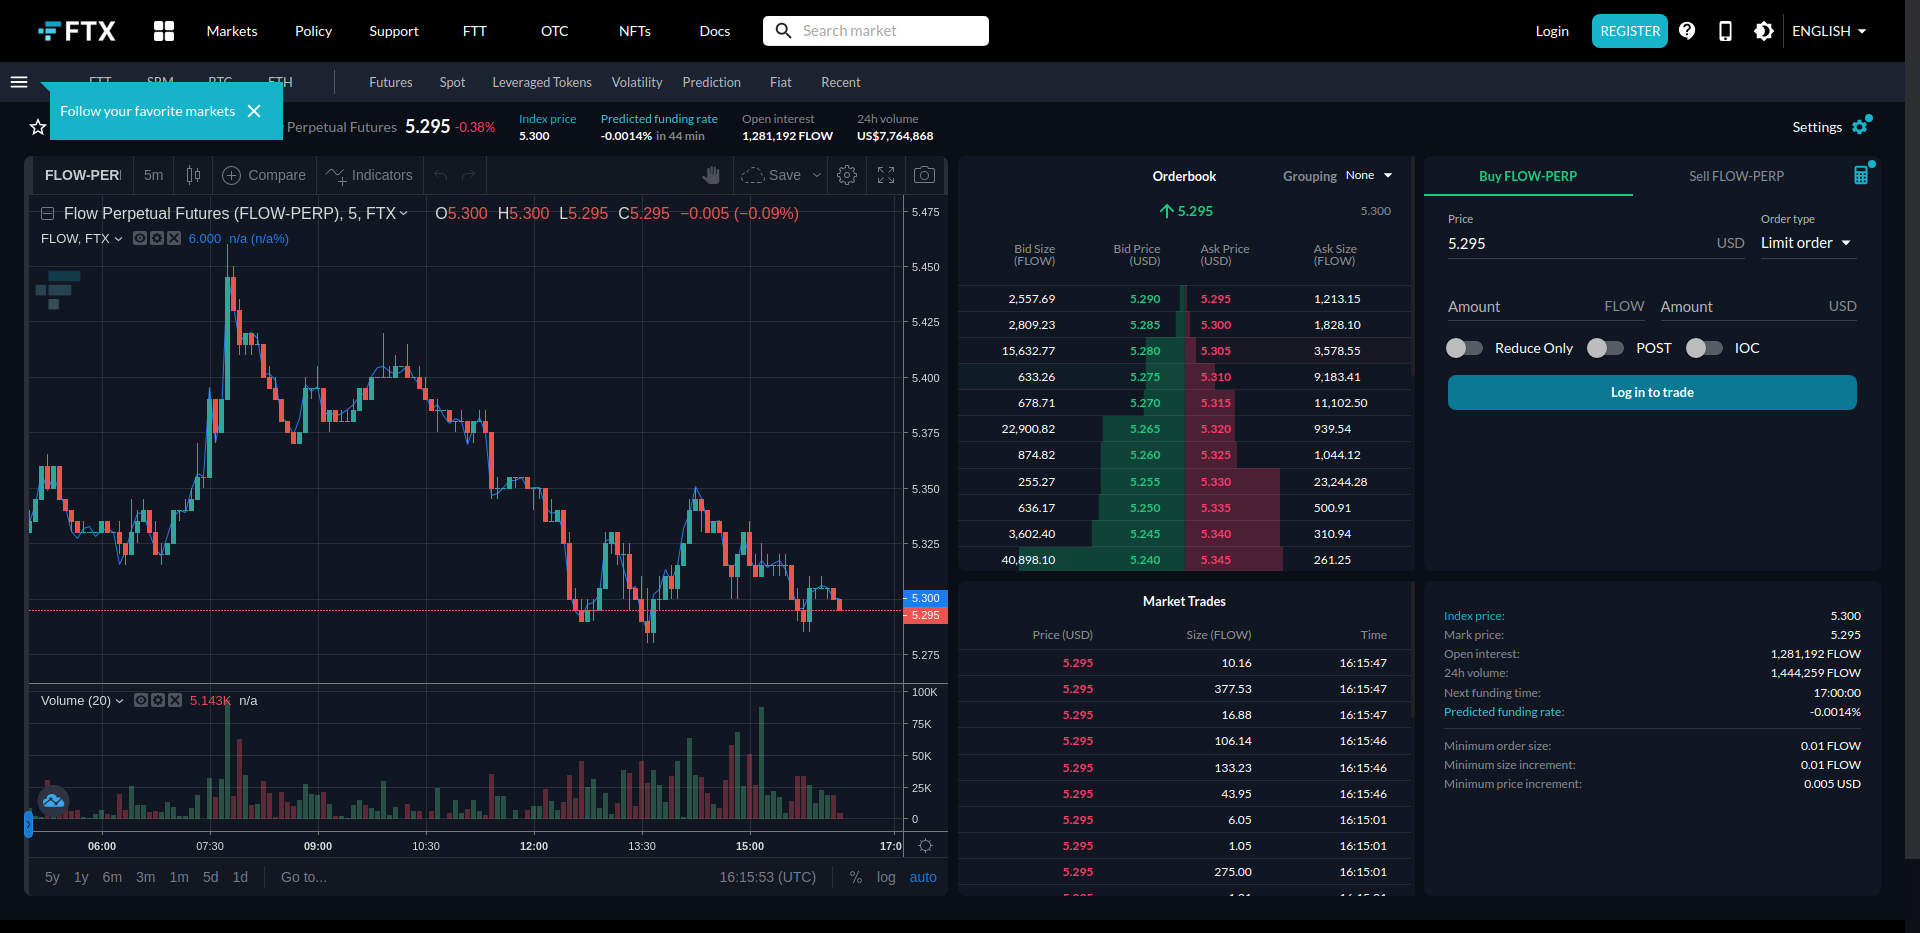 FTX
Markets
Policy
Support
FTT
OTC
NFTs
Docs
Search market
Login
REGISTER
ENGLISH
FTT
SRM
BTC
ETH
Futures
Spot
Leveraged Tokens
Volatility
Prediction
Fiat
Recent
Follow your favorite markets
Perpetual Futures 5.295 -0.38%
Index price
5.300
Predicted funding rate
-0.0014% in 44 min
Open interest
1,281,192 FLOW
24h volume
US$7,764,868
Settings
FLOW-PER
5m
Compare
Indicators
Save
Flow Perpetual Futures (FLOW-PERP), 5, FTX
O5.300 H5.300 L5.295 C5.295 −0.005 (−0.09%)
FLOW, FTX
6.000 n/a (n/a%)
5.475
5.450
5.425
5.400
5.375
5.350
5.325
5.300
5.295
5.275
Volume (20)
5.143K n/a
100K
75K
50K
25K
0
06:00 07:30 09:00 10:30 12:00 13:30 15:00 17:0
5y 1y 6m 3m 1m 5d 1d Go to...
16:15:53 (UTC) % log auto
Orderbook
Grouping None
5.295
5.300
Bid Size (FLOW) Bid Price (USD) Ask Price (USD) Ask Size (FLOW)
2,557.69 5.290 5.295 1,213.15
2,809.23 5.285 5.300 1,828.10
15,632.77 5.280 5.305 3,578.55
633.26 5.275 5.310 9,183.41
678.71 5.270 5.315 11,102.50
22,900.82 5.265 5.320 939.54
874.82 5.260 5.325 1,044.12
255.27 5.255 5.330 23,244.28
636.17 5.250 5.335 500.91
3,602.40 5.245 5.340 310.94
40,898.10 5.240 5.345 261.25
Market Trades
Price (USD) Size (FLOW) Time
5.295 10.16 16:15:47
5.295 377.53 16:15:47
5.295 16.88 16:15:47
5.295 106.14 16:15:46
5.295 133.23 16:15:46
5.295 43.95 16:15:46
5.295 6.05 16:15:01
5.295 1.05 16:15:01
5.295 275.00 16:15:01
Buy FLOW-PERP
Sell FLOW-PERP
Price
5.295 USD
Order type
Limit order
Amount FLOW
Amount USD
Reduce Only
POST
IOC
Log in to trade
Index price: 5.300
Mark price: 5.295
Open interest: 1,281,192 FLOW
24h volume: 1,444,259 FLOW
Next funding time: 17:00:00
Predicted funding rate: -0.0014%
Minimum order size: 0.01 FLOW
Minimum size increment: 0.01 FLOW
Minimum price increment: 0.005 USD